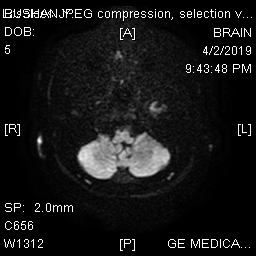 JPEG compression, selection v...
DOB:
BRAIN
5
4/2/2019
9:43:48 PM
[A]
[R]
[L]
SP: 2.0mm
C656
W1312
[P]
GE MEDICA...